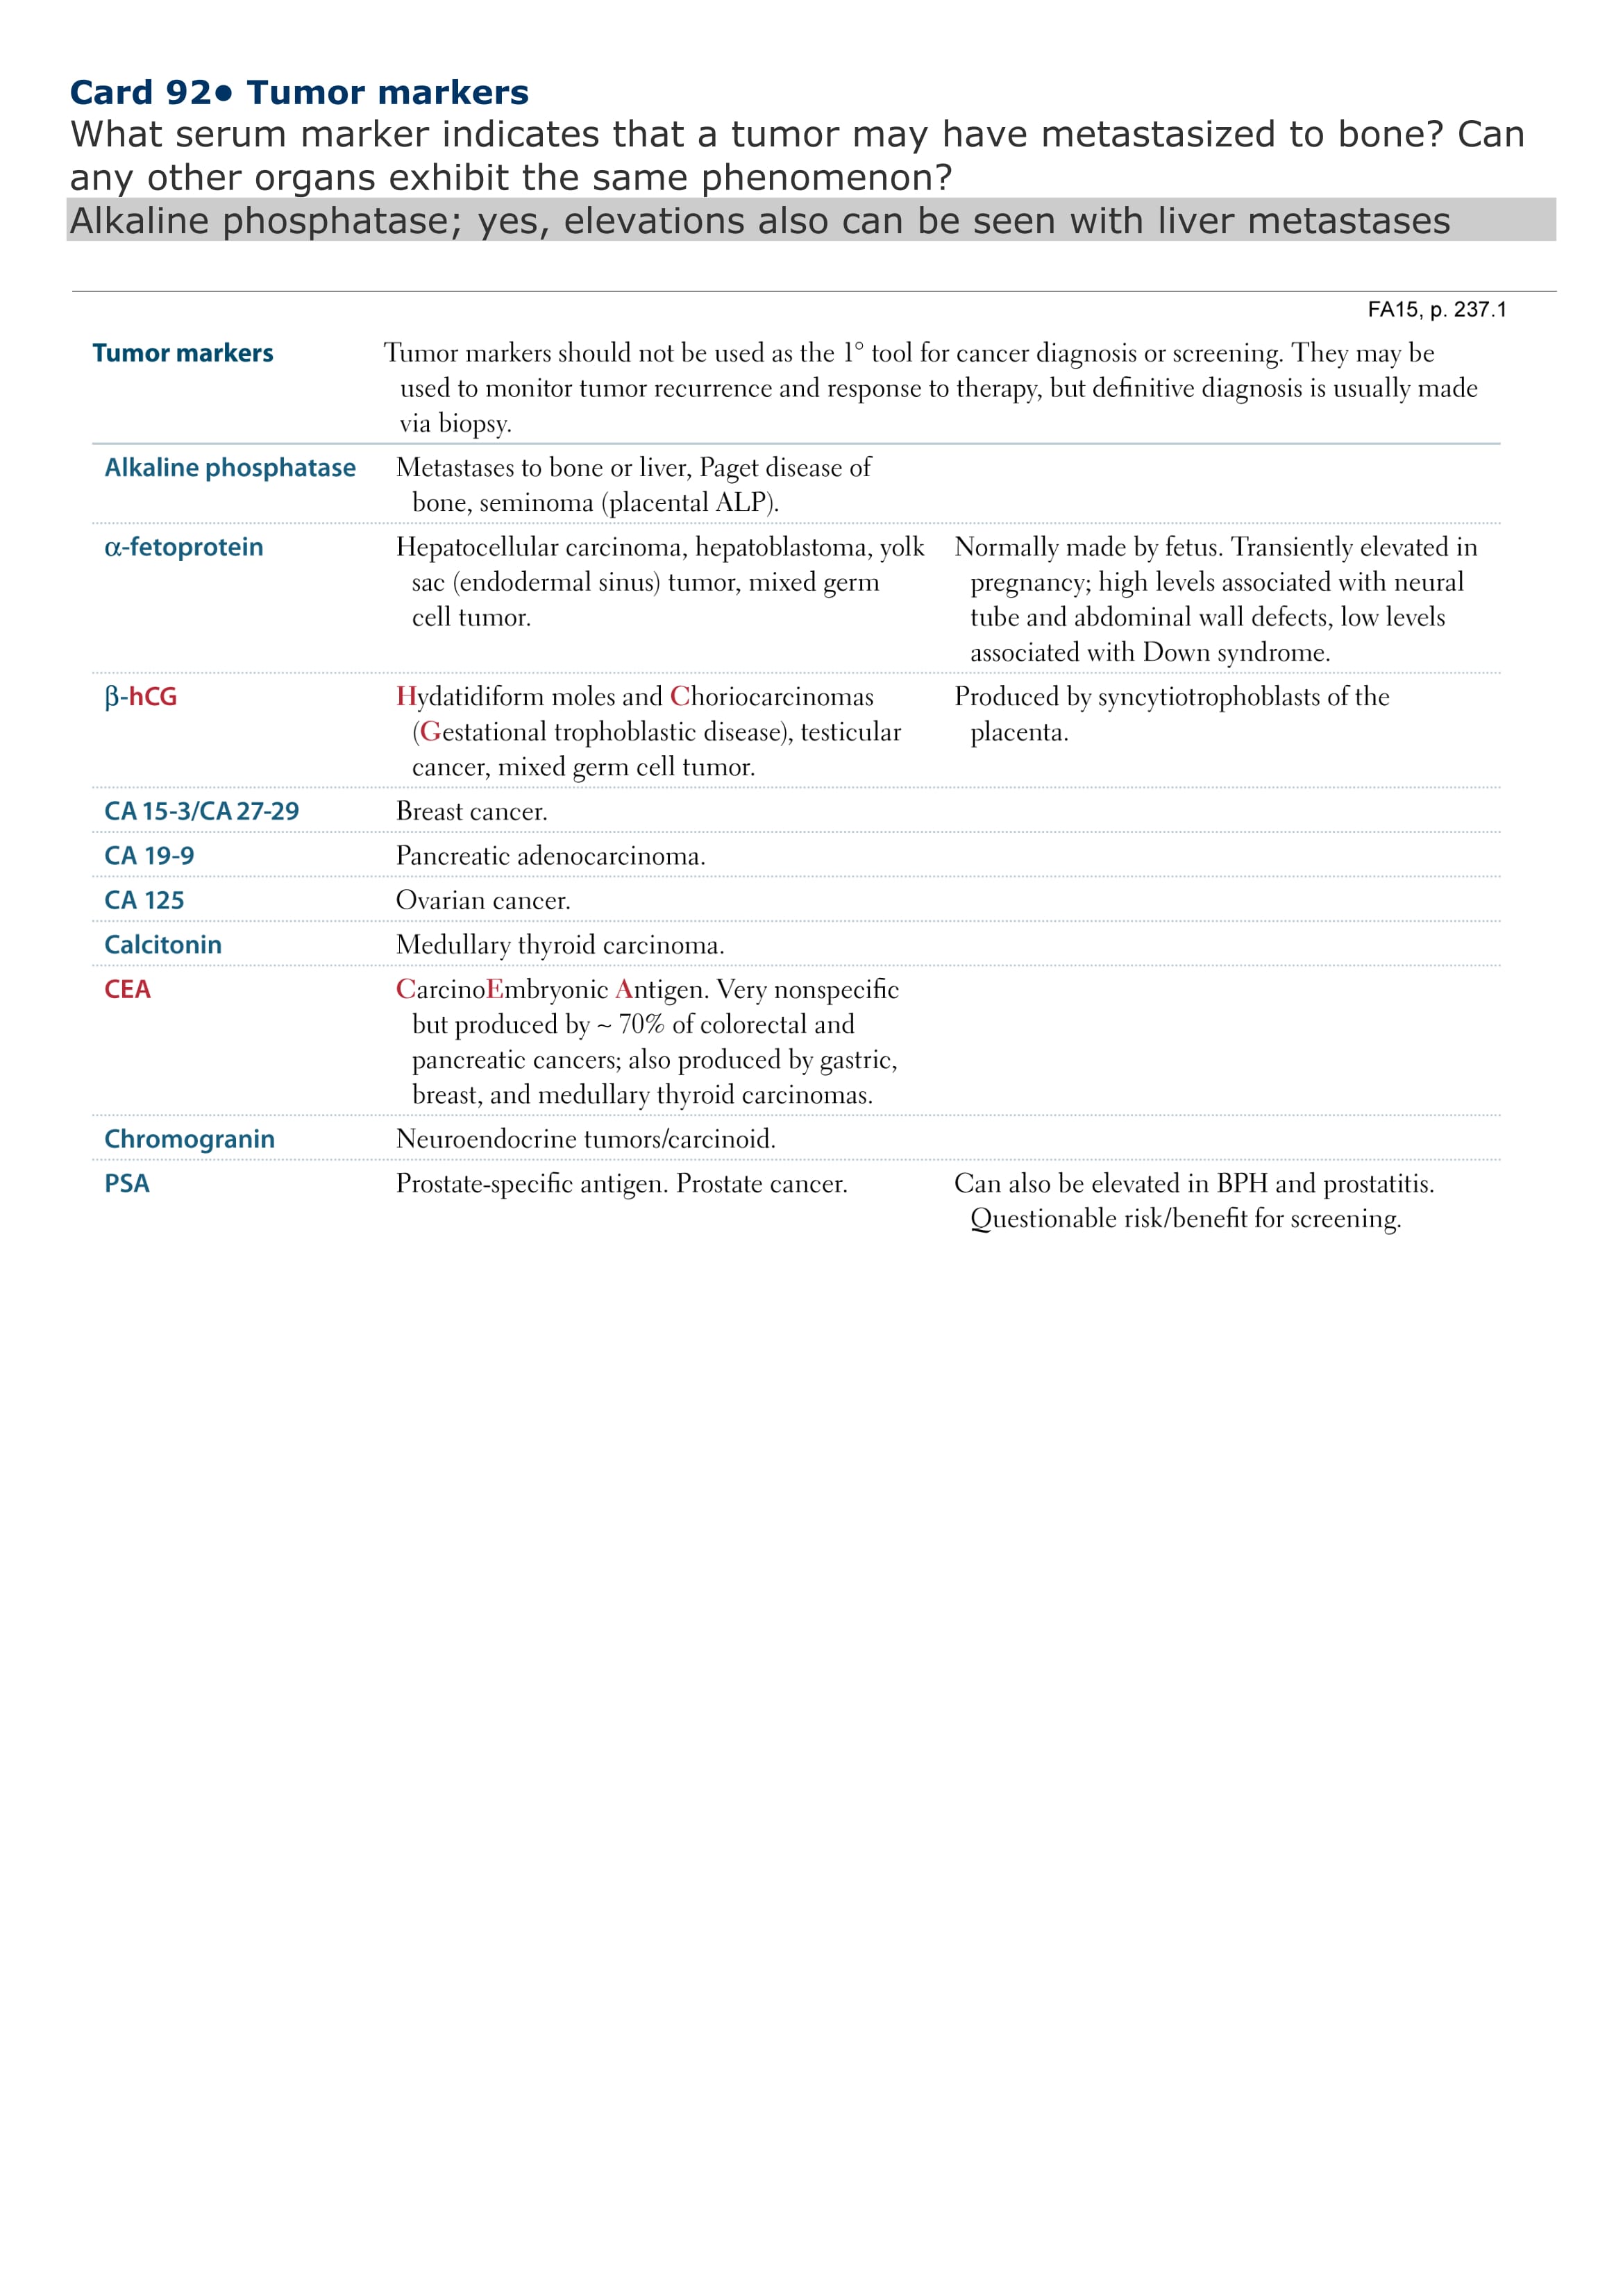 Card 92● Tumor markers
What serum marker indicates that a tumor may have metastasized to bone? Can
any other organs exhibit the same phenomenon?
Alkaline phosphatase; yes, elevations also can be seen with liver metastases
FA15, p. 237.1
Tumor markers Tumor markers should not be used as the 1° tool for cancer diagnosis or screening. They may be
used to monitor tumor recurrence and response to therapy, but definitive diagnosis is usually made
via biopsy.
Alkaline phosphatase Metastases to bone or liver, Paget disease of
bone, seminoma (placental ALP).
α-fetoprotein Hepatocellular carcinoma, hepatoblastoma, yolk Normally made by fetus. Transiently elevated in
sac (endodermal sinus) tumor, mixed germ pregnancy; high levels associated with neural
cell tumor. tube and abdominal wall defects, low levels
associated with Down syndrome.
β-hCG Hydatidiform moles and Choriocarcinomas Produced by syncytiotrophoblasts of the
(Gestational trophoblastic disease), testicular placenta.
cancer, mixed germ cell tumor.
CA 15-3/CA 27-29 Breast cancer.
CA 19-9 Pancreatic adenocarcinoma.
CA 125 Ovarian cancer.
Calcitonin Medullary thyroid carcinoma.
CEA CarcinoEmbryonic Antigen. Very nonspecific
but produced by ~ 70% of colorectal and
pancreatic cancers; also produced by gastric,
breast, and medullary thyroid carcinomas.
Chromogranin Neuroendocrine tumors/carcinoid.
PSA Prostate-specific antigen. Prostate cancer. Can also be elevated in BPH and prostatitis.
Questionable risk/benefit for screening.